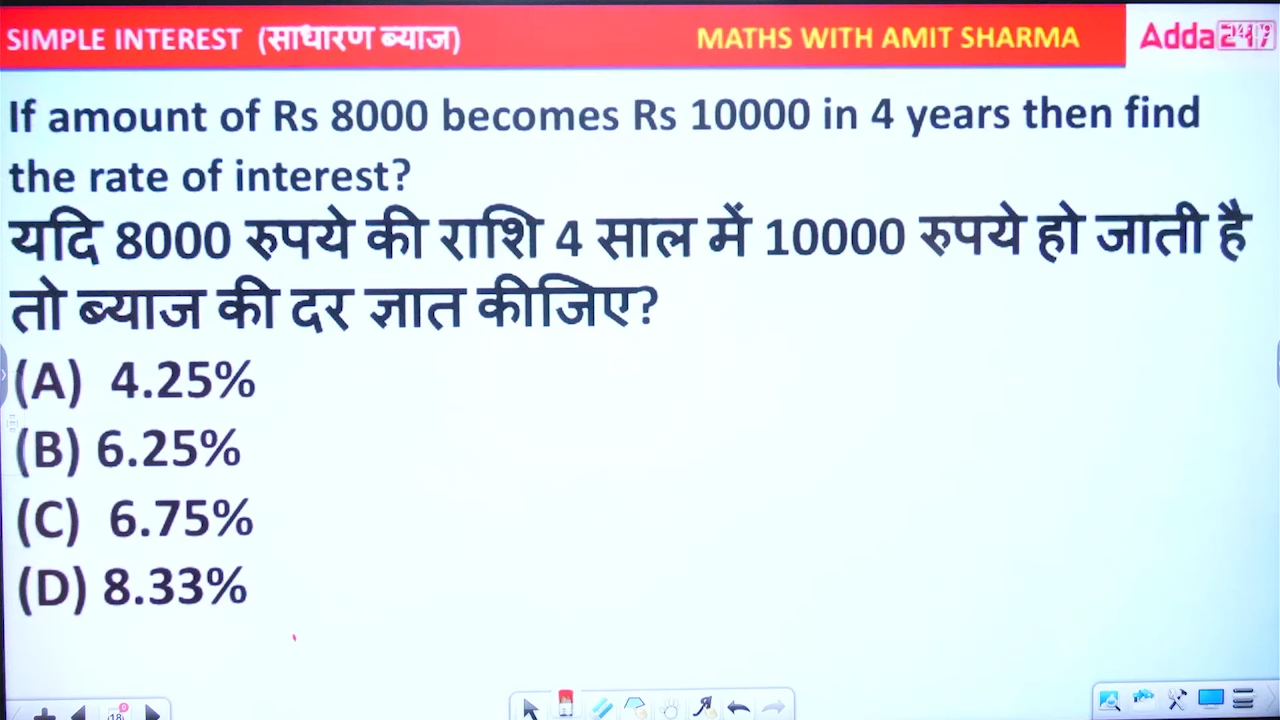 SIMPLE INTEREST (साधारण ब्याज)
MATHS WITH AMIT SHARMA
Adda247
If amount of Rs 8000 becomes Rs 10000 in 4 years then find
the rate of interest?
यदि 8000 रुपये की राशि 4 साल में 10000 रुपये हो जाती है
तो ब्याज की दर ज्ञात कीजिए?
(A) 4.25%
(B) 6.25%
(C) 6.75%
(D) 8.33%